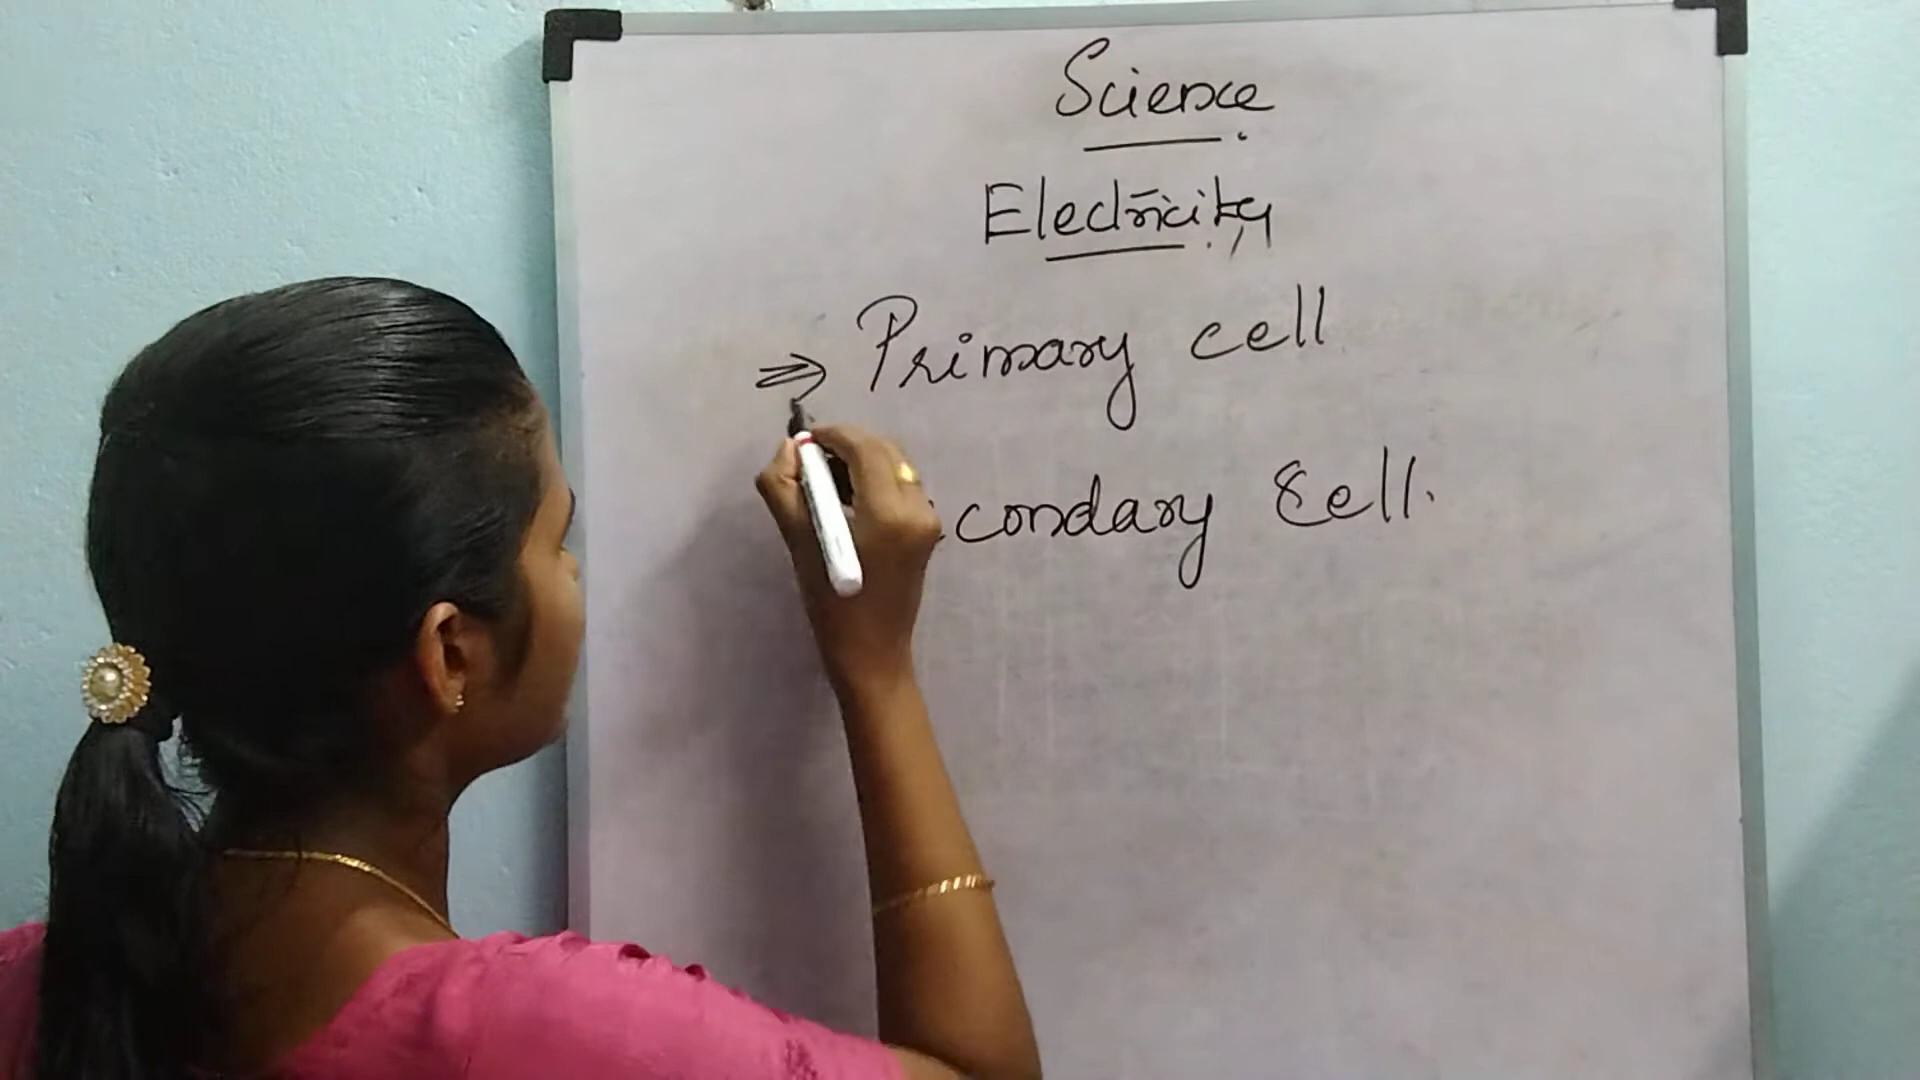 Science
Electricity
⇒ Primary cell
condary Cell.